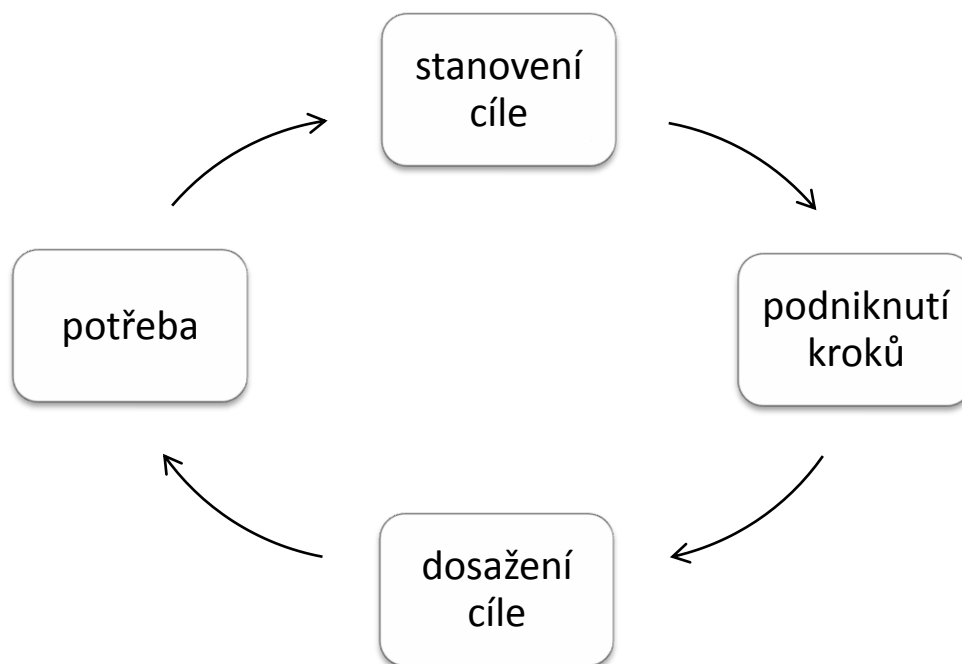 stanovení
cíle
potřeba
podniknutí
kroků
dosažení
cíle